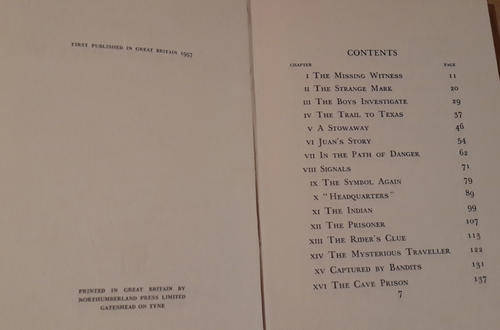 FIRST PUBLISHED IN GREAT BRITAIN 1957
PRINTED IN GREAT BRITAIN BY
NORTHUMBERLAND PRESS LIMITED
GATESHEAD ON TYNE
CONTENTS
CHAPTER PAGE
I THE MISSING WITNESS 11
II THE STRANGE MARK 20
III THE BOYS INVESTIGATE 29
IV THE TRAIL TO TEXAS 37
V A STOWAWAY 46
VI JUAN'S STORY 54
VII IN THE PATH OF DANGER 62
VIII SIGNALS 71
IX THE SYMBOL AGAIN 79
X "HEADQUARTERS" 89
XI THE INDIAN 99
XII THE PRISONER 107
XIII THE RIDER'S CLUE 113
XIV THE MYSTERIOUS TRAVELLER 122
XV CAPTURED BY BANDITS 131
XVI THE CAVE PRISON 137
7